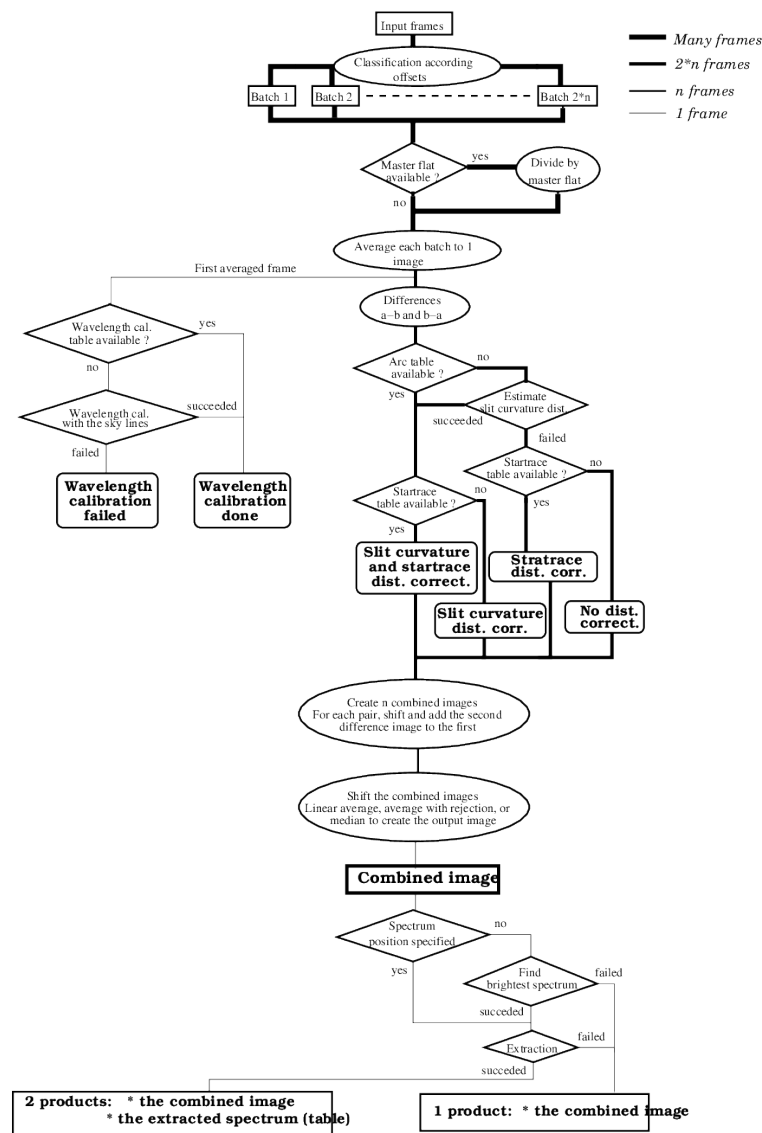 Input frames
Many frames
2*n frames
n frames
1 frame
Classification according
offsets
Batch 1
Batch 2
Batch 2*n
Master flat
available ?
yes
no
Divide by
master flat
Average each batch to 1
image
First averaged frame
Differences
a-b and b-a
Wavelength cal.
table available ?
yes
no
Wavelength cal.
with the sky lines
succeeded
failed
Wavelength
calibration
failed
Wavelength
calibration
done
Arc table
available ?
no
yes
Estimate
slit curvature dist.
succeeded
failed
Startrace
table available ?
no
yes
Startrace
table available ?
no
yes
Slit curvature
and startrace
dist. correct.
Stratrace
dist. corr.
Slit curvature
dist. corr.
No dist.
correct.
Create n combined images
For each pair, shift and add the second
difference image to the first
Shift the combined images
Linear average, average with rejection, or
median to create the output image
Combined image
Spectrum
position specified
no
yes
Find
brightest spectrum
failed
succeded
Extraction
failed
succeded
2 products: * the combined image
* the extracted spectrum (table)
1 product: * the combined image